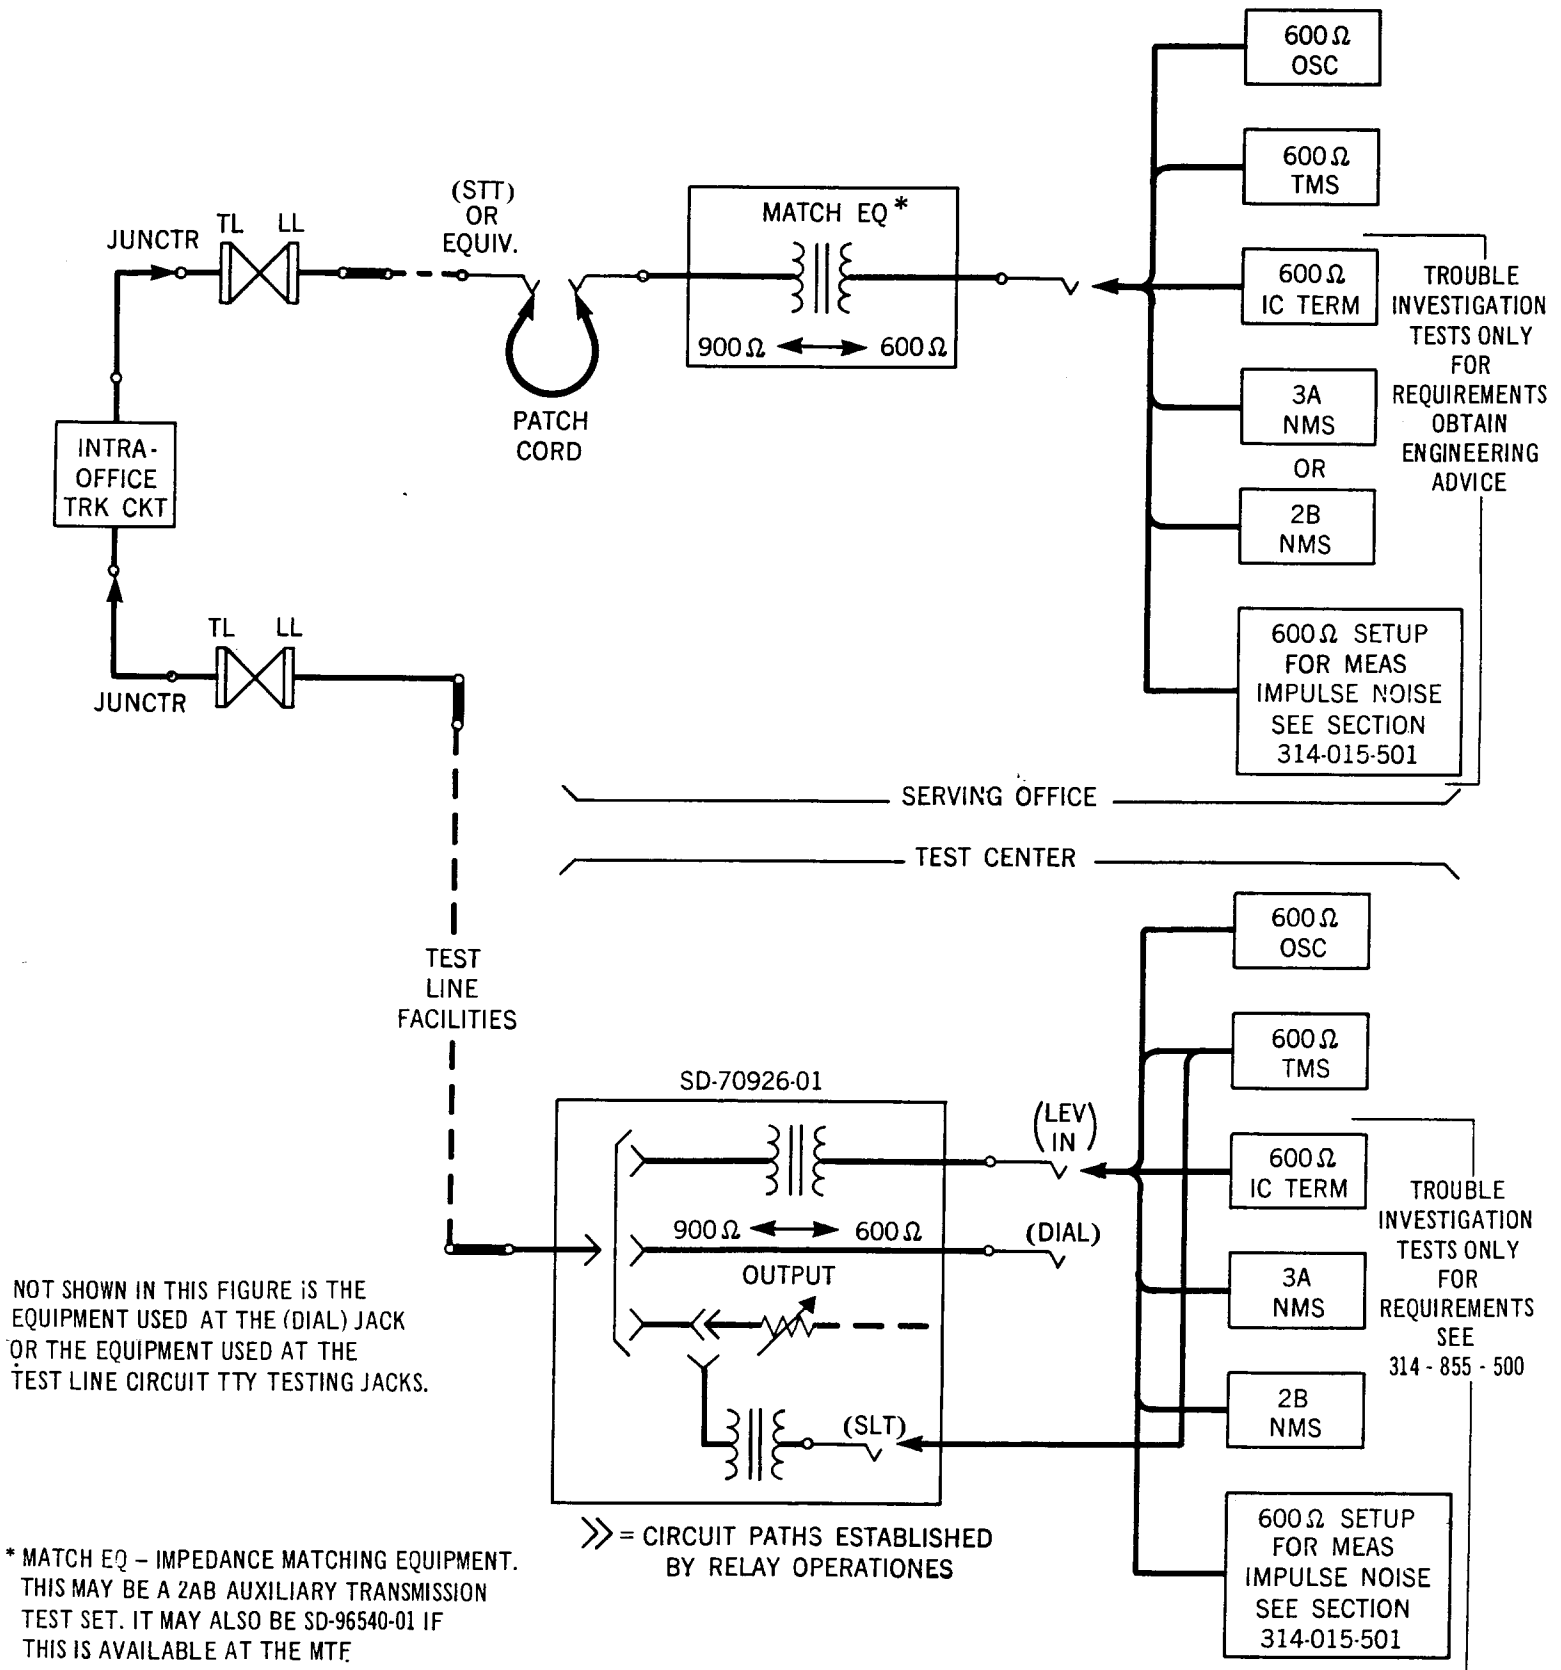 600Ω
OSC
600Ω
TMS
600Ω
IC TERM
3A
NMS
OR
2B
NMS
600Ω SETUP
FOR MEAS
IMPULSE NOISE
SEE SECTION
314-015-501
TROUBLE
INVESTIGATION
TESTS ONLY
FOR
REQUIREMENTS
OBTAIN
ENGINEERING
ADVICE
(STT)
OR
EQUIV.
MATCH EQ*
900Ω
600Ω
PATCH
CORD
TL
LL
JUNCTR
INTRA-
OFFICE
TRK CKT
TL
LL
JUNCTR
SERVING OFFICE
TEST CENTER
TEST
LINE
FACILITIES
SD-70926-01
900Ω
600Ω
OUTPUT
(LEV
IN)
(DIAL)
(SLT)
600Ω
OSC
600Ω
TMS
600Ω
IC TERM
3A
NMS
2B
NMS
600Ω SETUP
FOR MEAS
IMPULSE NOISE
SEE SECTION
314-015-501
TROUBLE
INVESTIGATION
TESTS ONLY
FOR
REQUIREMENTS
SEE
314 - 855 - 500
NOT SHOWN IN THIS FIGURE IS THE
EQUIPMENT USED AT THE (DIAL) JACK
OR THE EQUIPMENT USED AT THE
TEST LINE CIRCUIT TTY TESTING JACKS.
= CIRCUIT PATHS ESTABLISHED
BY RELAY OPERATIONES
* MATCH EQ – IMPEDANCE MATCHING EQUIPMENT.
THIS MAY BE A 2AB AUXILIARY TRANSMISSION
TEST SET. IT MAY ALSO BE SD-96540-01 IF
THIS IS AVAILABLE AT THE MTF.